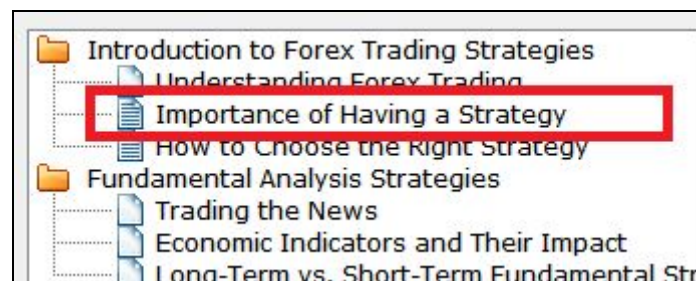 Introduction to Forex Trading Strategies
Understanding Forex Trading
Importance of Having a Strategy
How to Choose the Right Strategy
Fundamental Analysis Strategies
Trading the News
Economic Indicators and Their Impact
Long-Term vs. Short-Term Fundamental